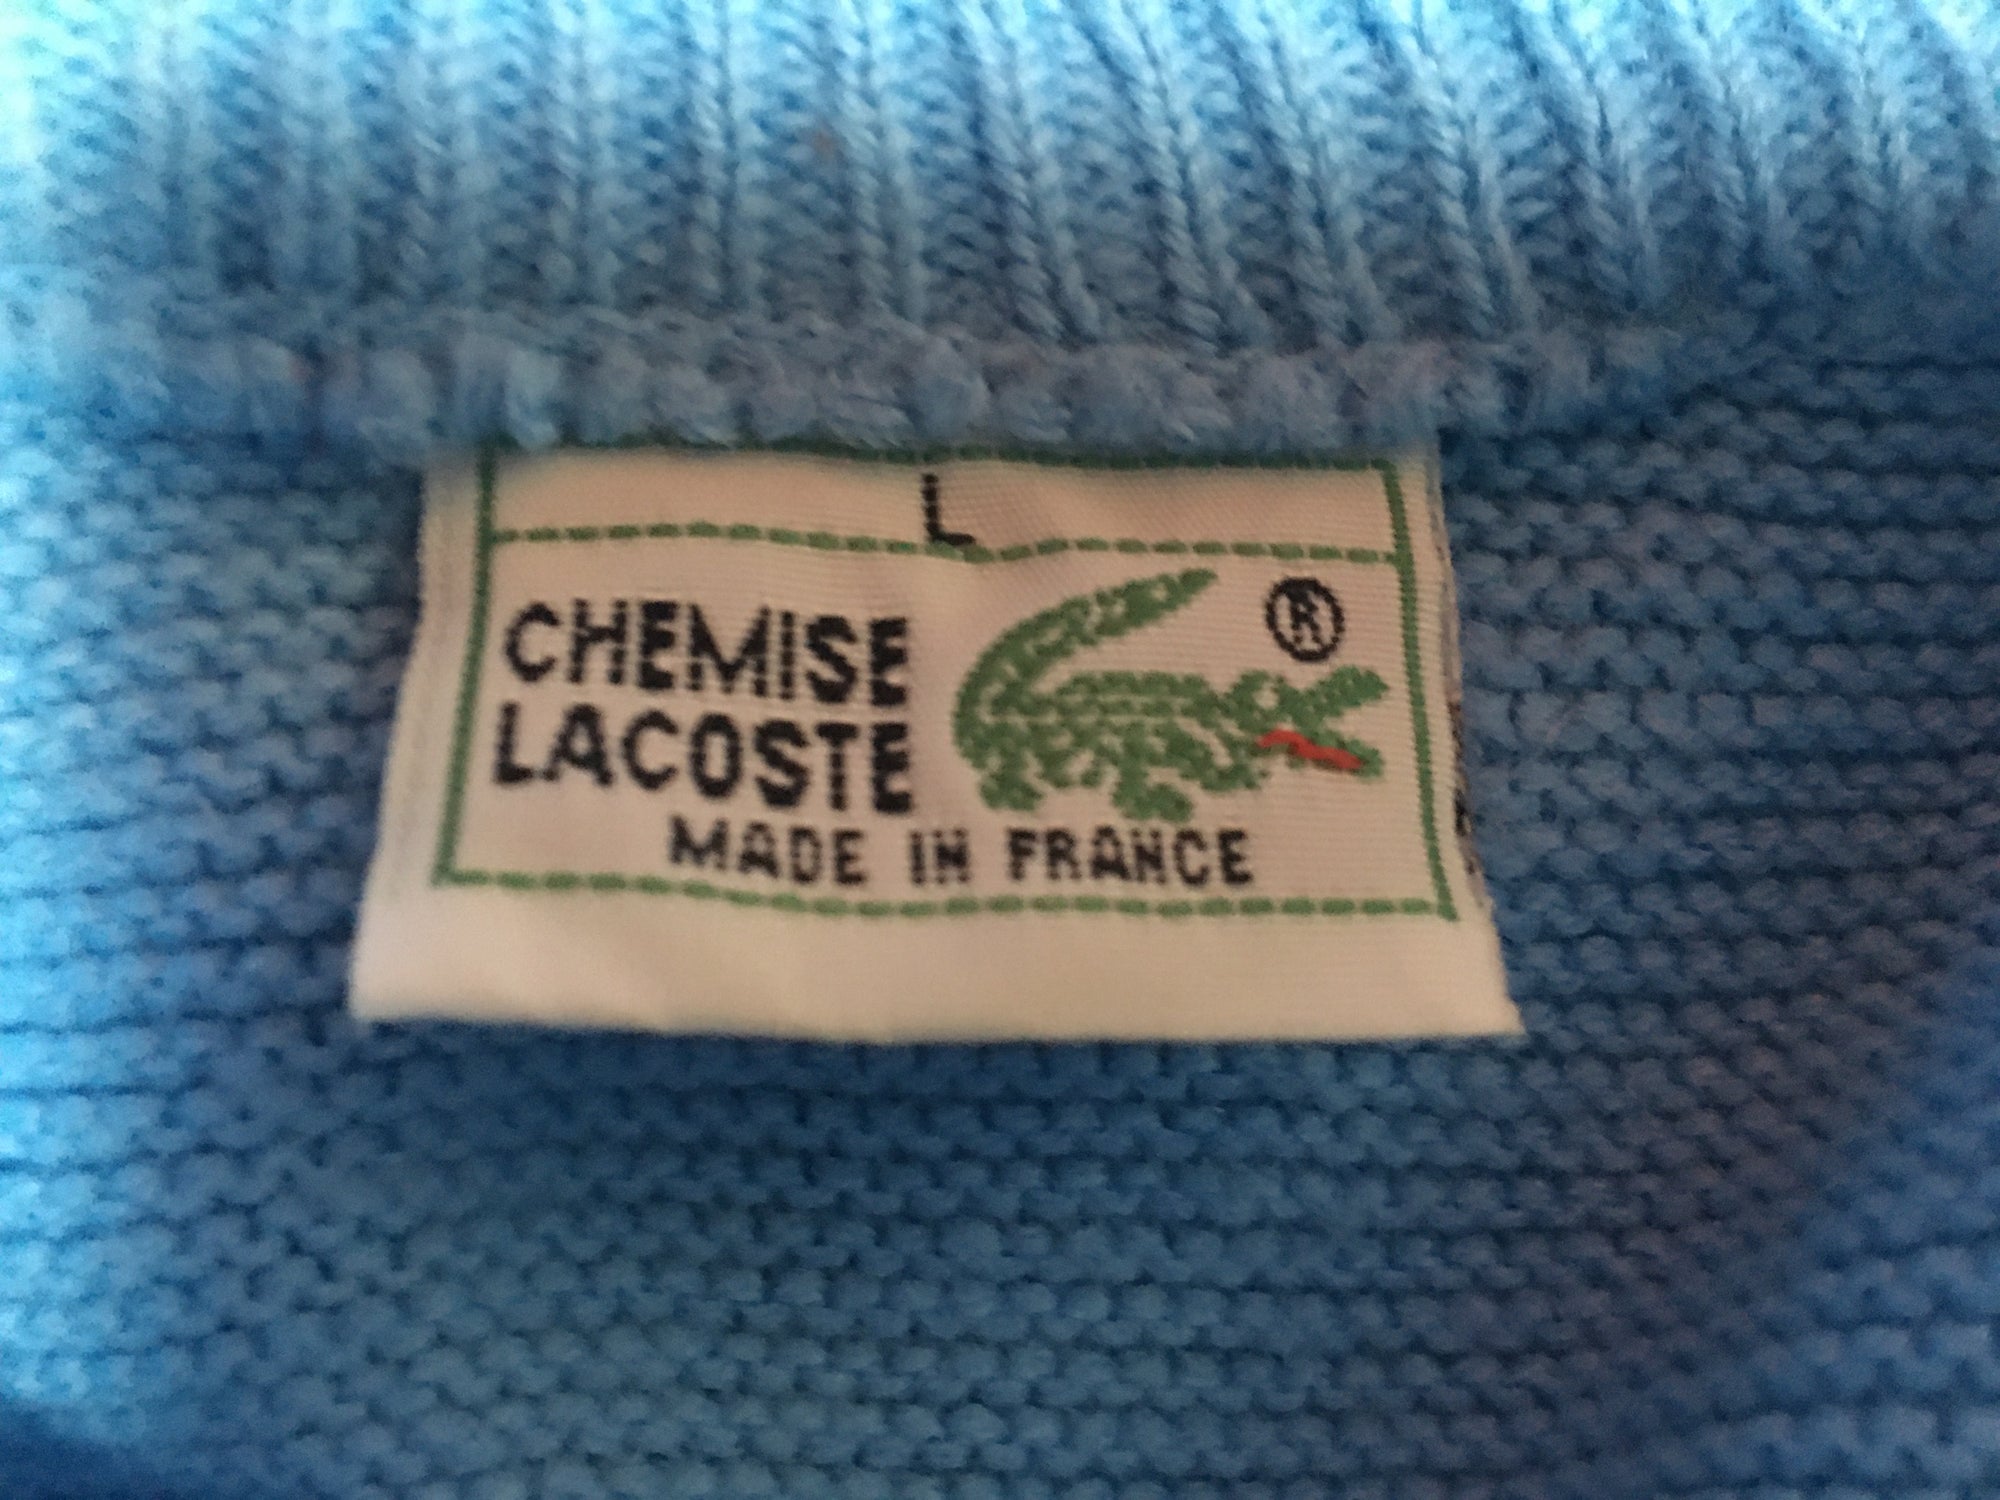 L
CHEMISE
LACOSTE
®
MADE IN FRANCE